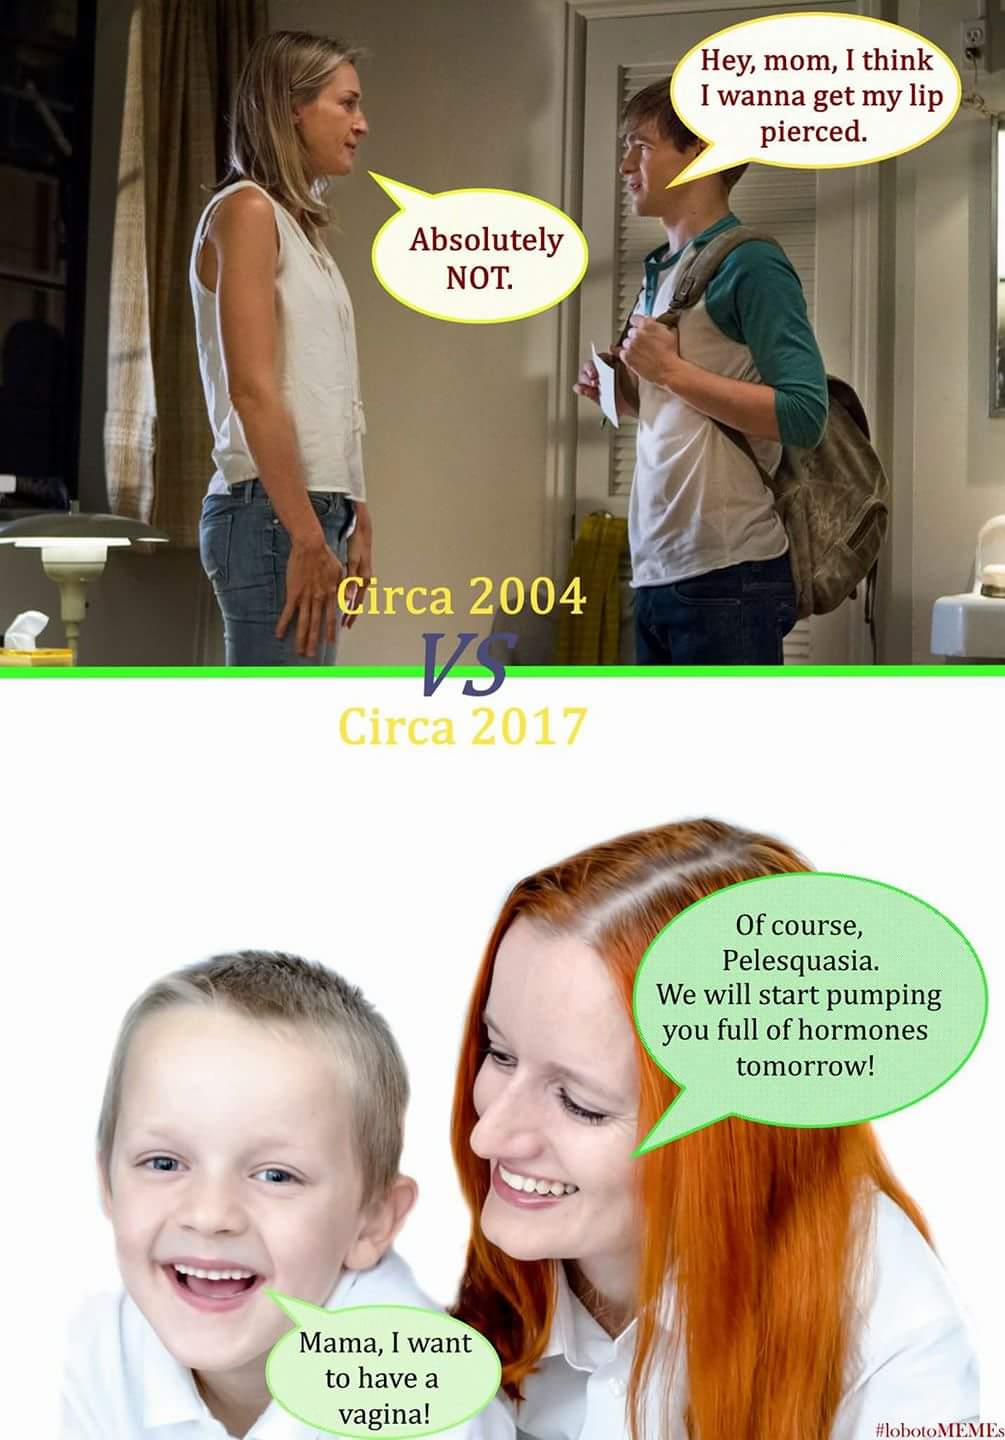 Hey, mom, I think
I wanna get my lip
pierced.
Absolutely
NOT.
Circa 2004
VS
Circa 2017
Of course,
Pelesquasia.
We will start pumping
you full of hormones
tomorrow!
Mama, I want
to have a
vagina!
#lobotoMEMEs